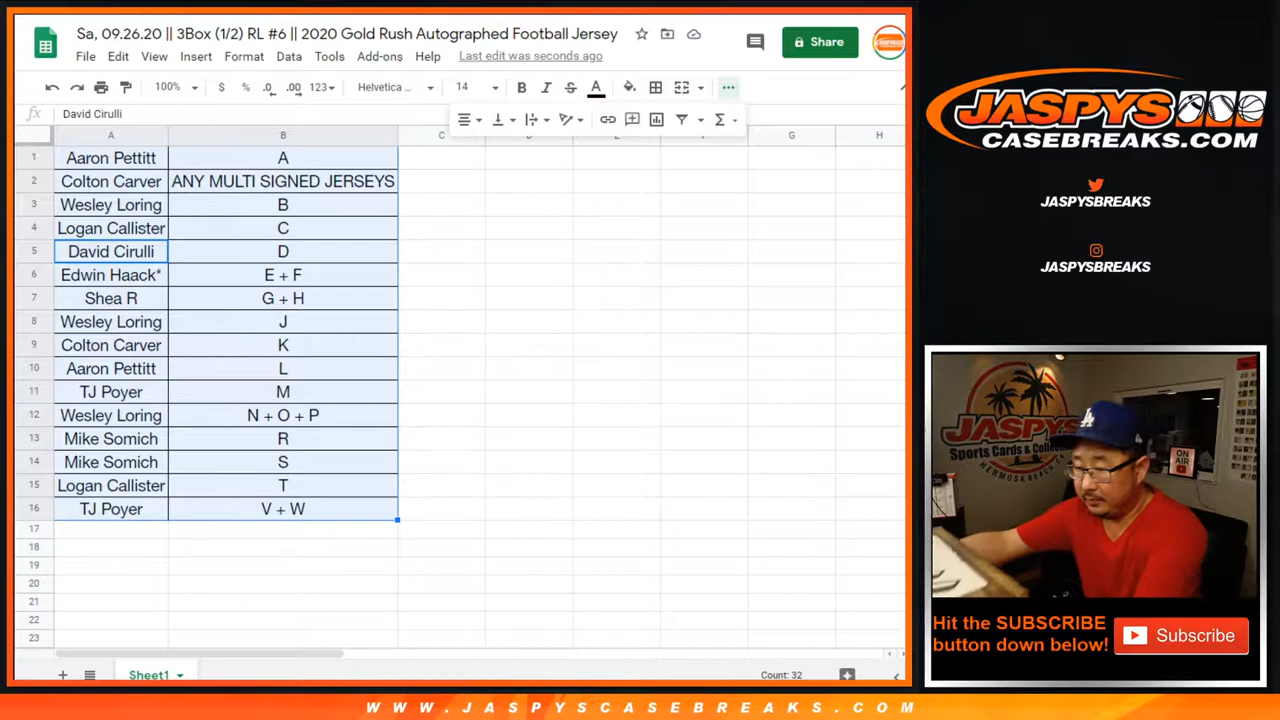 Sa, 09.26.20 || 3Box (1/2) RL #6 || 2020 Gold Rush Autographed Football Jersey
File Edit View Insert Format Data Tools Add-ons Help Last edit was seconds ago
Share
100% $ % .0 .00 123 Helvetica ... 14 B I S A
fx David Cirulli
A B C G H
1 Aaron Pettitt A
2 Colton Carver ANY MULTI SIGNED JERSEYS
3 Wesley Loring B
4 Logan Callister C
5 David Cirulli D
6 Edwin Haack* E + F
7 Shea R G + H
8 Wesley Loring J
9 Colton Carver K
10 Aaron Pettitt L
11 TJ Poyer M
12 Wesley Loring N + O + P
13 Mike Somich R
14 Mike Somich S
15 Logan Callister T
16 TJ Poyer V + W
17
18
19
20
21
22
23
Sheet1 Count: 32
JASPYS
CASEBREAKS.COM
JASPYSBREAKS
JASPYSBREAKS
JASPYS
Sports Cards & Collectibles
HERMOSA BEACH, CA
LA
ON AIR
Hit the SUBSCRIBE
button down below!
Subscribe
WWW.JASPYSCASEBREAKS.COM